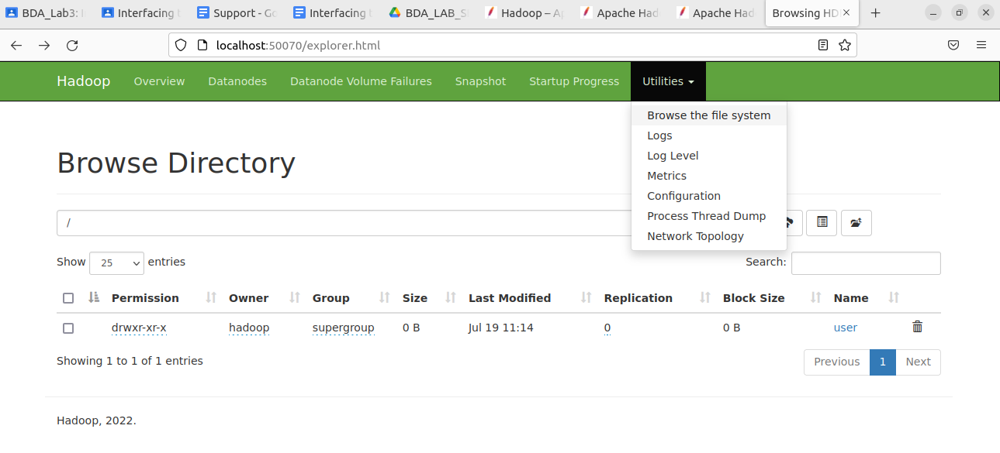 BDA_Lab3: I
Interfacing t
Support - Go
Interfacing t
BDA_LAB_S
Hadoop – Ap
Apache Had
Apache Had
Browsing HD
localhost:50070/explorer.html
Hadoop Overview Datanodes Datanode Volume Failures Snapshot Startup Progress Utilities
Browse the file system
Logs
Log Level
Metrics
Configuration
Process Thread Dump
Network Topology
Browse Directory
/
Show 25 entries
Search:
Permission Owner Group Size Last Modified Replication Block Size Name
drwxr-xr-x hadoop supergroup 0 B Jul 19 11:14 0 0 B user
Showing 1 to 1 of 1 entries
Previous 1 Next
Hadoop, 2022.